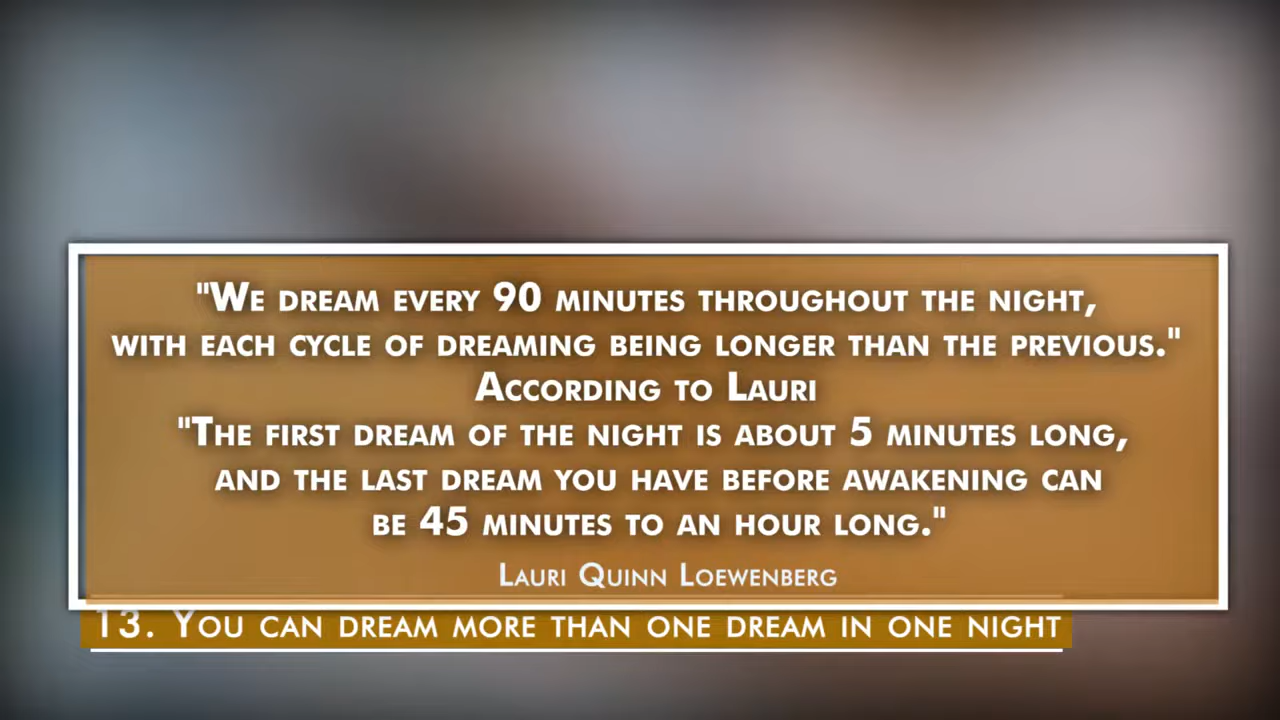 "We dream every 90 minutes throughout the night,
with each cycle of dreaming being longer than the previous."
According to Lauri
"The first dream of the night is about 5 minutes long,
and the last dream you have before awakening can
be 45 minutes to an hour long."
Lauri Quinn Loewenberg
13. You can dream more than one dream in one night